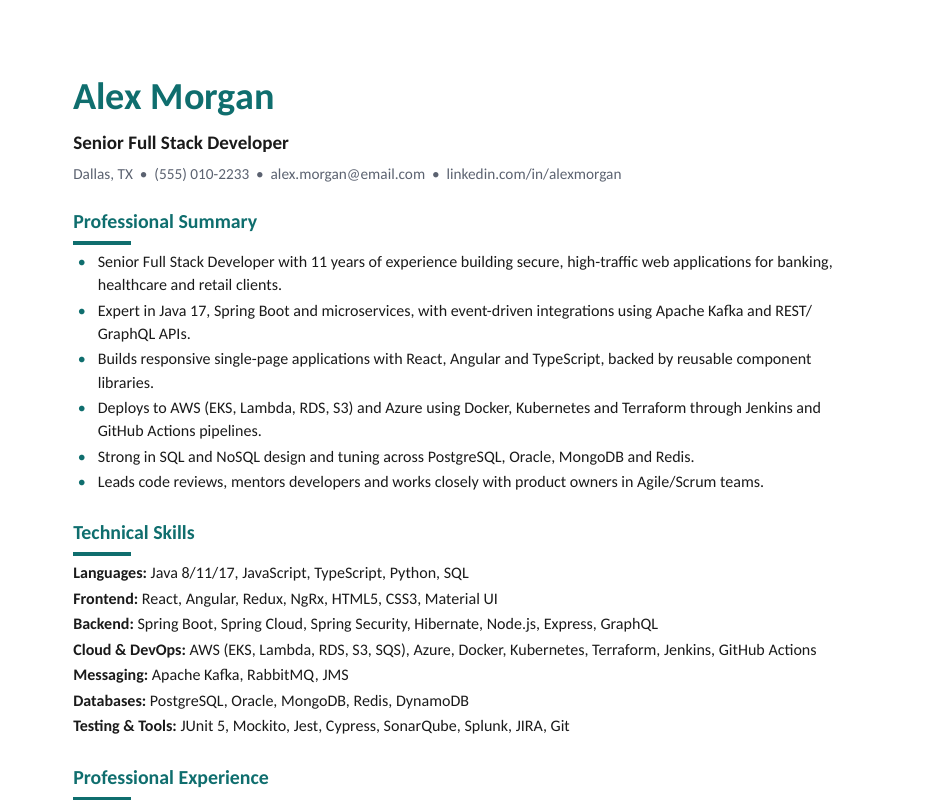 Alex Morgan
Senior Full Stack Developer
Dallas, TX • (555) 010-2233 • alex.morgan@email.com • linkedin.com/in/alexmorgan
Professional Summary
• Senior Full Stack Developer with 11 years of experience building secure, high-traffic web applications for banking,
healthcare and retail clients.
• Expert in Java 17, Spring Boot and microservices, with event-driven integrations using Apache Kafka and REST/
GraphQL APIs.
• Builds responsive single-page applications with React, Angular and TypeScript, backed by reusable component
libraries.
• Deploys to AWS (EKS, Lambda, RDS, S3) and Azure using Docker, Kubernetes and Terraform through Jenkins and
GitHub Actions pipelines.
• Strong in SQL and NoSQL design and tuning across PostgreSQL, Oracle, MongoDB and Redis.
• Leads code reviews, mentors developers and works closely with product owners in Agile/Scrum teams.
Technical Skills
Languages: Java 8/11/17, JavaScript, TypeScript, Python, SQL
Frontend: React, Angular, Redux, NgRx, HTML5, CSS3, Material UI
Backend: Spring Boot, Spring Cloud, Spring Security, Hibernate, Node.js, Express, GraphQL
Cloud & DevOps: AWS (EKS, Lambda, RDS, S3, SQS), Azure, Docker, Kubernetes, Terraform, Jenkins, GitHub Actions
Messaging: Apache Kafka, RabbitMQ, JMS
Databases: PostgreSQL, Oracle, MongoDB, Redis, DynamoDB
Testing & Tools: JUnit 5, Mockito, Jest, Cypress, SonarQube, Splunk, JIRA, Git
Professional Experience